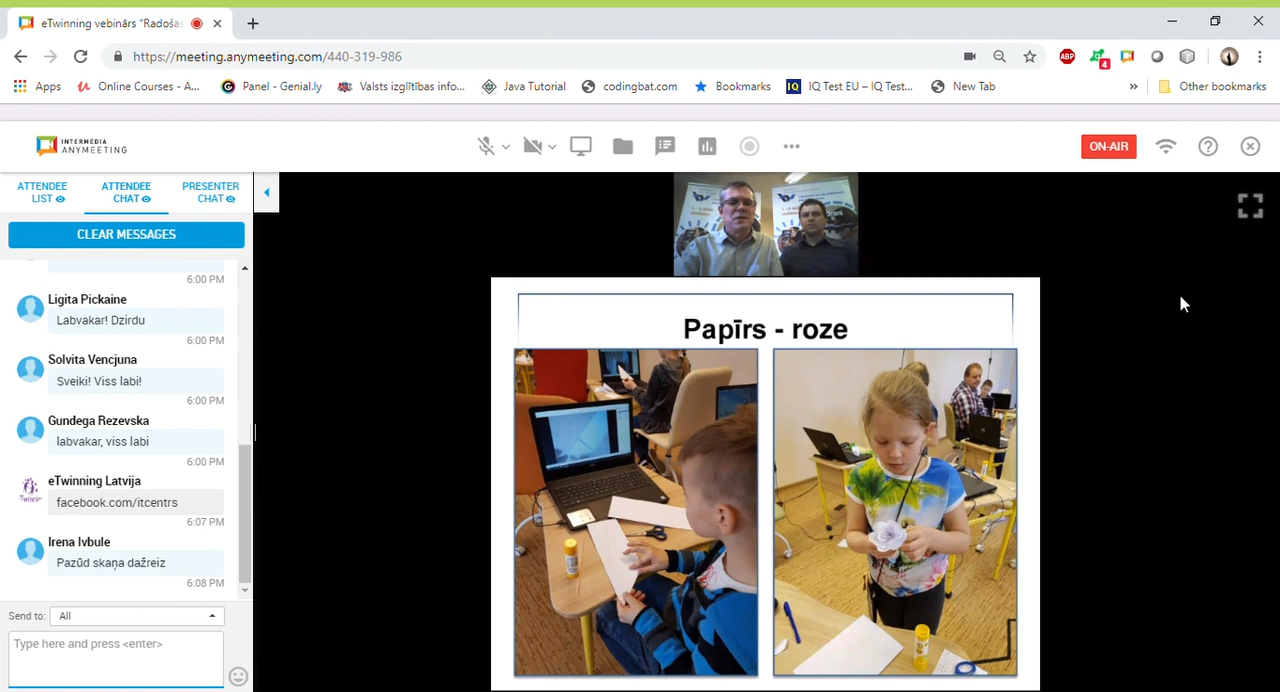 eTwinning vebinārs "Radošas
https://meeting.anymeeting.com/440-319-986
ABP
4
Apps
Online Courses - A...
Panel - Genial.ly
Valsts izglītības info...
Java Tutorial
codingbat.com
Bookmarks
IQ
IQ Test EU – IQ Test...
New Tab
»
Other bookmarks
INTERMEDIA
ANYMEETING
ON-AIR
ATTENDEE
LIST
ATTENDEE
CHAT
PRESENTER
CHAT
CLEAR MESSAGES
6:00 PM
Ligita Pickaine
Labvakar! Dzirdu
6:00 PM
Solvita Vencjuna
Sveiki! Viss labi!
6:00 PM
Gundega Rezevska
labvakar, viss labi
6:00 PM
eTwinning Latvija
facebook.com/itcentrs
6:07 PM
Irena Ivbule
Pazūd skaņa dažreiz
6:08 PM
Send to:
All
Type here and press <enter>
Papīrs - roze